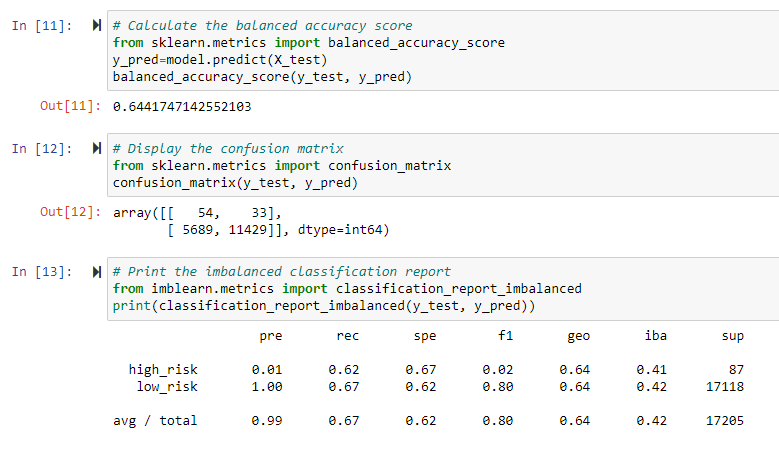 In [11]: # Calculate the balanced accuracy score
from sklearn.metrics import balanced_accuracy_score
y_pred=model.predict(X_test)
balanced_accuracy_score(y_test, y_pred)
Out[11]: 0.6441747142552103
In [12]: # Display the confusion matrix
from sklearn.metrics import confusion_matrix
confusion_matrix(y_test, y_pred)
Out[12]: array([[   54,    33],
       [ 5689, 11429]], dtype=int64)
In [13]: # Print the imbalanced classification report
from imblearn.metrics import classification_report_imbalanced
print(classification_report_imbalanced(y_test, y_pred))
pre rec spe f1 geo iba sup
high_risk 0.01 0.62 0.67 0.02 0.64 0.41 87
low_risk 1.00 0.67 0.62 0.80 0.64 0.42 17118
avg / total 0.99 0.67 0.62 0.80 0.64 0.42 17205